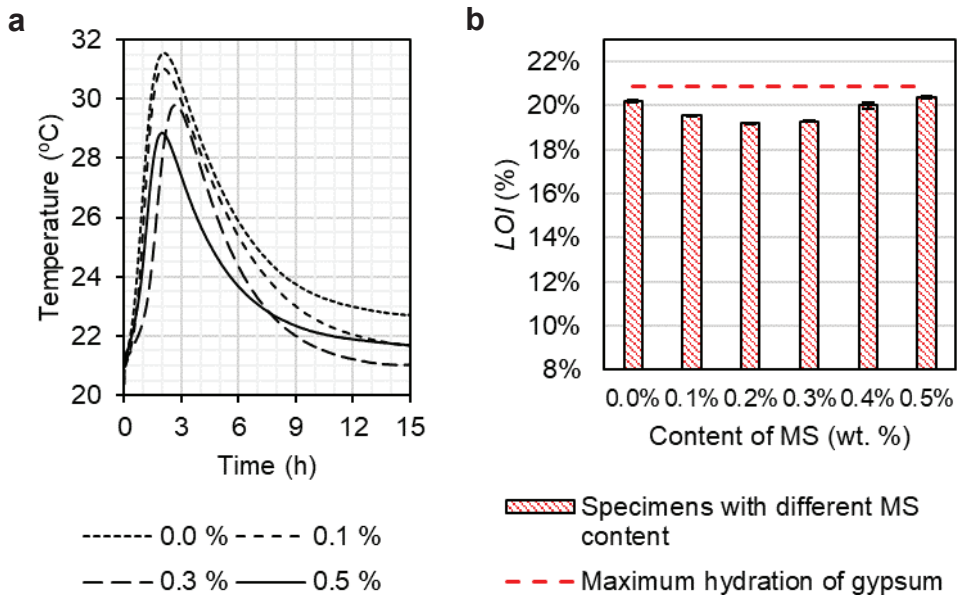 a
Temperature (ºC)
32
30
28
26
24
22
20
0 3 6 9 12 15
Time (h)
0.0 % 0.1 %
0.3 % 0.5 %
b
LOI (%)
22%
20%
18%
16%
14%
12%
10%
8%
0.0% 0.1% 0.2% 0.3% 0.4% 0.5%
Content of MS (wt. %)
Specimens with different MS
content
Maximum hydration of gypsum